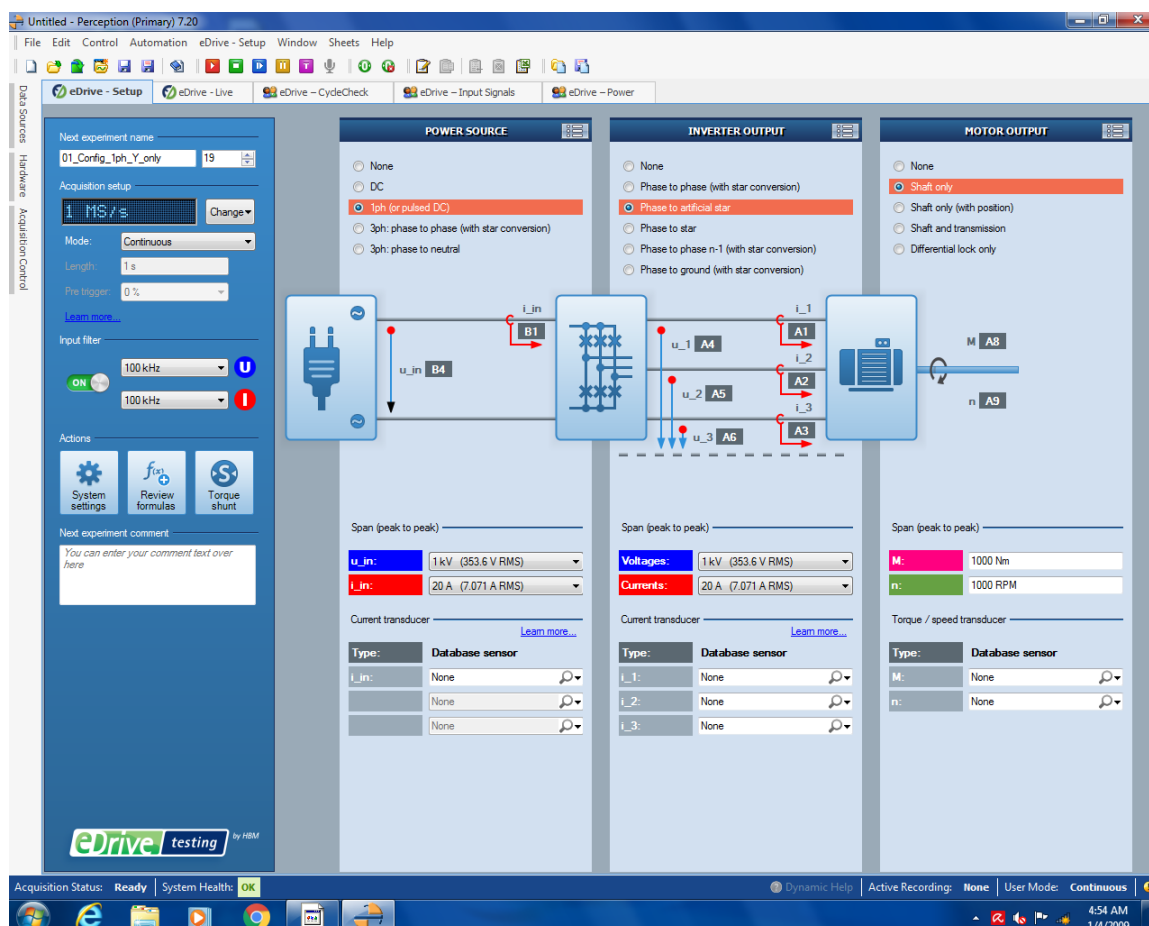 Untitled - Perception (Primary) 7.20
File Edit Control Automation eDrive - Setup Window Sheets Help
eDrive - Setup eDrive - Live eDrive – CycleCheck eDrive – Input Signals eDrive – Power
Data Sources
Hardware
Acquisition Control
Next experiment name
01_Config_1ph_Y_only 19
Acquisition setup
1 MS/s Change
Mode: Continuous
Length: 1 s
Pre trigger: 0 %
Learn more...
Input filter
ON
100 kHz U
100 kHz I
Actions
System settings
Review formulas
Torque shunt
Next experiment comment
You can enter your comment text over
here
eDrive testing by HBM
POWER SOURCE
None
DC
1ph (or pulsed DC)
3ph: phase to phase (with star conversion)
3ph: phase to neutral
i_in
B1
u_in B4
Span (peak to peak)
u_in: 1 kV (353.6 V RMS)
i_in: 20 A (7.071 A RMS)
Current transducer
Learn more...
Type: Database sensor
i_in: None
None
None
INVERTER OUTPUT
None
Phase to phase (with star conversion)
Phase to artificial star
Phase to star
Phase to phase n-1 (with star conversion)
Phase to ground (with star conversion)
i_1
A1
u_1 A4
i_2
A2
u_2 A5
i_3
A3
u_3 A6
Span (peak to peak)
Voltages: 1 kV (353.6 V RMS)
Currents: 20 A (7.071 A RMS)
Current transducer
Learn more...
Type: Database sensor
i_1: None
i_2: None
i_3: None
MOTOR OUTPUT
None
Shaft only
Shaft only (with position)
Shaft and transmission
Differential lock only
M A8
n A9
Span (peak to peak)
M: 1000 Nm
n: 1000 RPM
Torque / speed transducer
Type: Database sensor
M: None
n: None
Acquisition Status: Ready System Health: OK Dynamic Help Active Recording: None User Mode: Continuous
4:54 AM
1/4/2009